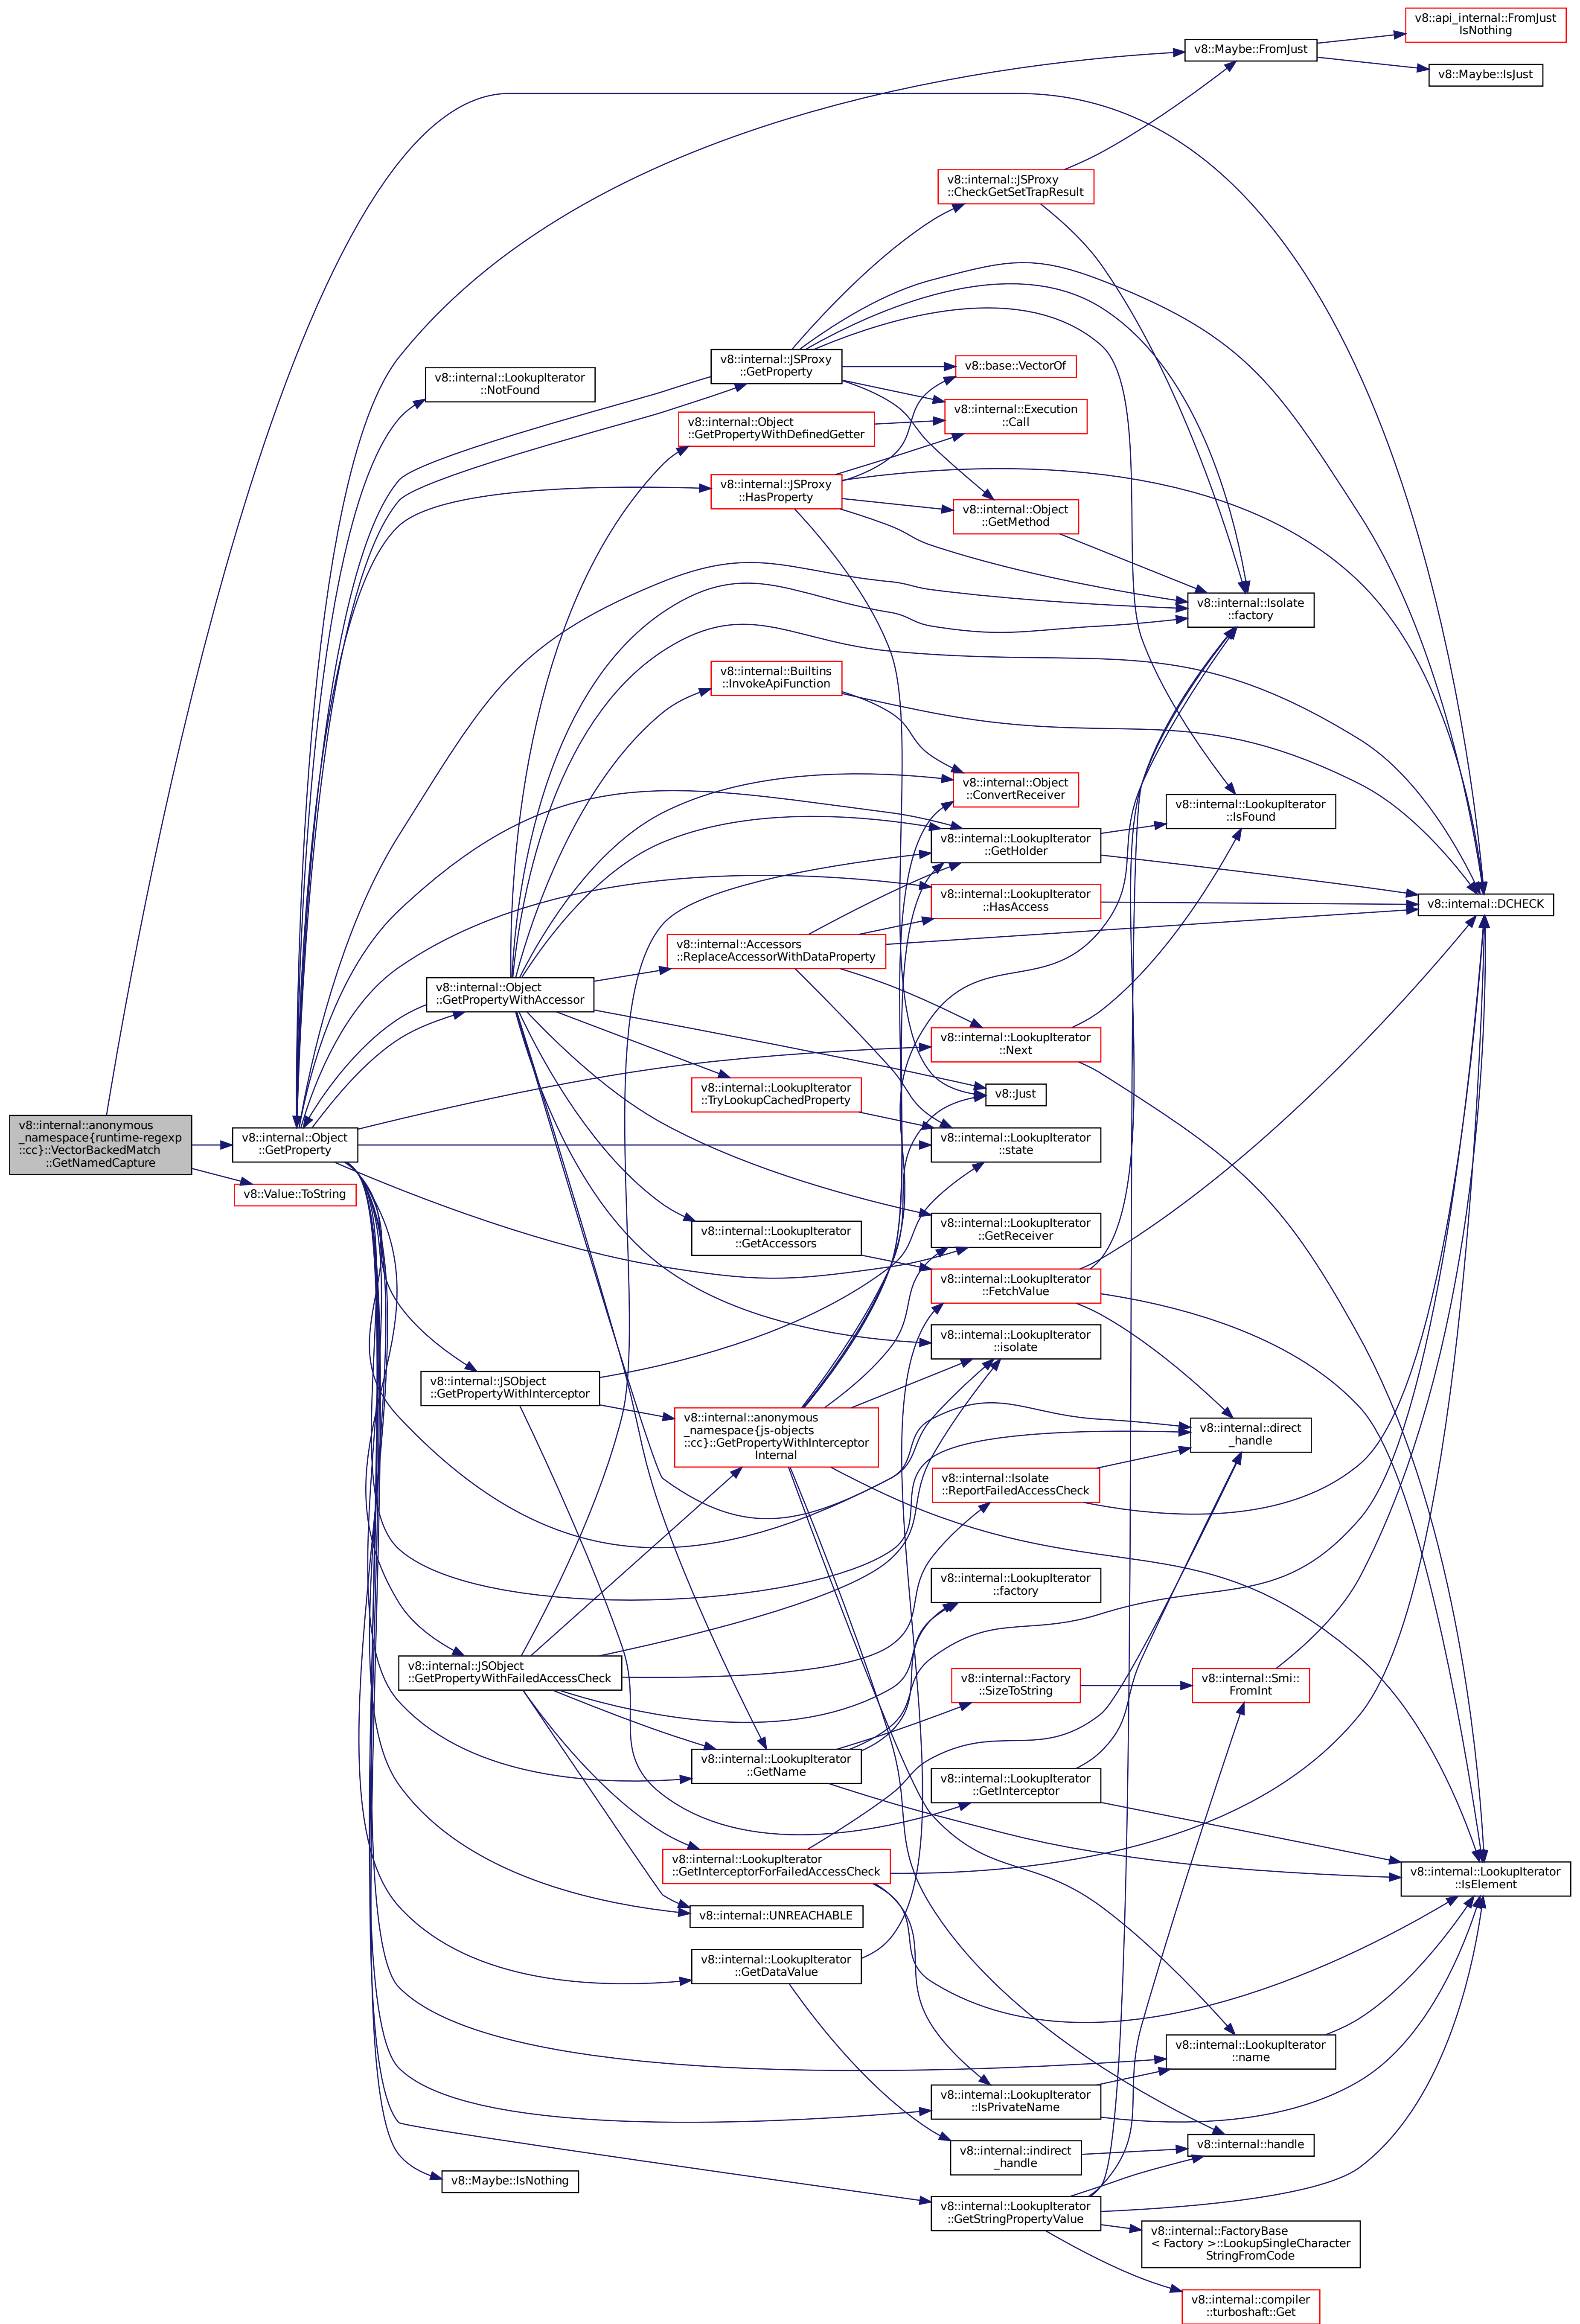 v8::api_internal::FromJust
IsNothing
v8::Maybe::FromJust
v8::Maybe::IsJust
v8::internal::JSProxy
::CheckGetSetTrapResult
v8::internal::JSProxy
::GetProperty
v8::base::VectorOf
v8::internal::LookupIterator
::NotFound
v8::internal::Execution
::Call
v8::internal::Object
::GetPropertyWithDefinedGetter
v8::internal::JSProxy
::HasProperty
v8::internal::Object
::GetMethod
v8::internal::Isolate
::factory
v8::internal::Builtins
::InvokeApiFunction
v8::internal::Object
::ConvertReceiver
v8::internal::LookupIterator
::IsFound
v8::internal::LookupIterator
::GetHolder
v8::internal::LookupIterator
::HasAccess
v8::internal::DCHECK
v8::internal::Accessors
::ReplaceAccessorWithDataProperty
v8::internal::Object
::GetPropertyWithAccessor
v8::internal::LookupIterator
::Next
v8::internal::LookupIterator
::TryLookupCachedProperty
v8::Just
v8::internal::anonymous
_namespace{runtime-regexp
::cc}::VectorBackedMatch
::GetNamedCapture
v8::internal::Object
::GetProperty
v8::internal::LookupIterator
::state
v8::Value::ToString
v8::internal::LookupIterator
::GetReceiver
v8::internal::LookupIterator
::GetAccessors
v8::internal::LookupIterator
::FetchValue
v8::internal::LookupIterator
::isolate
v8::internal::JSObject
::GetPropertyWithInterceptor
v8::internal::anonymous
_namespace{js-objects
::cc}::GetPropertyWithInterceptor
Internal
v8::internal::direct
_handle
v8::internal::Isolate
::ReportFailedAccessCheck
v8::internal::LookupIterator
::factory
v8::internal::JSObject
::GetPropertyWithFailedAccessCheck
v8::internal::Factory
::SizeToString
v8::internal::Smi::
FromInt
v8::internal::LookupIterator
::GetName
v8::internal::LookupIterator
::GetInterceptor
v8::internal::LookupIterator
::GetInterceptorForFailedAccessCheck
v8::internal::LookupIterator
::IsElement
v8::internal::UNREACHABLE
v8::internal::LookupIterator
::GetDataValue
v8::internal::LookupIterator
::name
v8::internal::LookupIterator
::IsPrivateName
v8::internal::handle
v8::internal::indirect
_handle
v8::Maybe::IsNothing
v8::internal::LookupIterator
::GetStringPropertyValue
v8::internal::FactoryBase
< Factory >::LookupSingleCharacter
StringFromCode
v8::internal::compiler
::turboshaft::Get